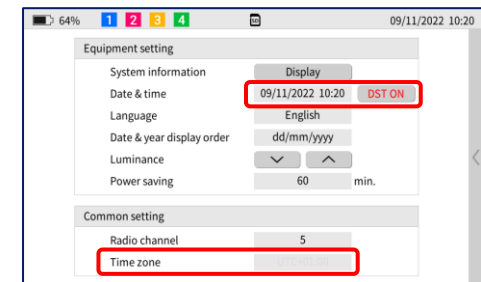 64% 1 2 3 4 SD 09/11/2022 10:20
Equipment setting
System information Display
Date & time 09/11/2022 10:20 DST ON
Language English
Date & year display order dd/mm/yyyy
Luminance
Power saving 60 min.
Common setting
Radio channel 5
Time zone